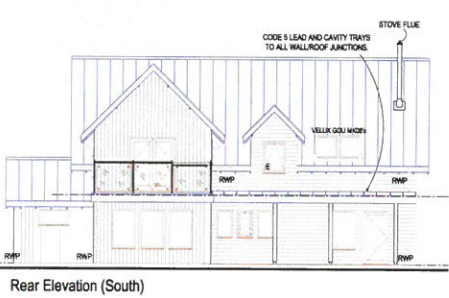 STOVE FLUE
CODE 5 LEAD AND CAVITY TRAYS
TO ALL WALL/ROOF JUNCTIONS.
VELUX GGU
RWP
RWP
E
RWP
RWP
RWP
Rear Elevation (South)